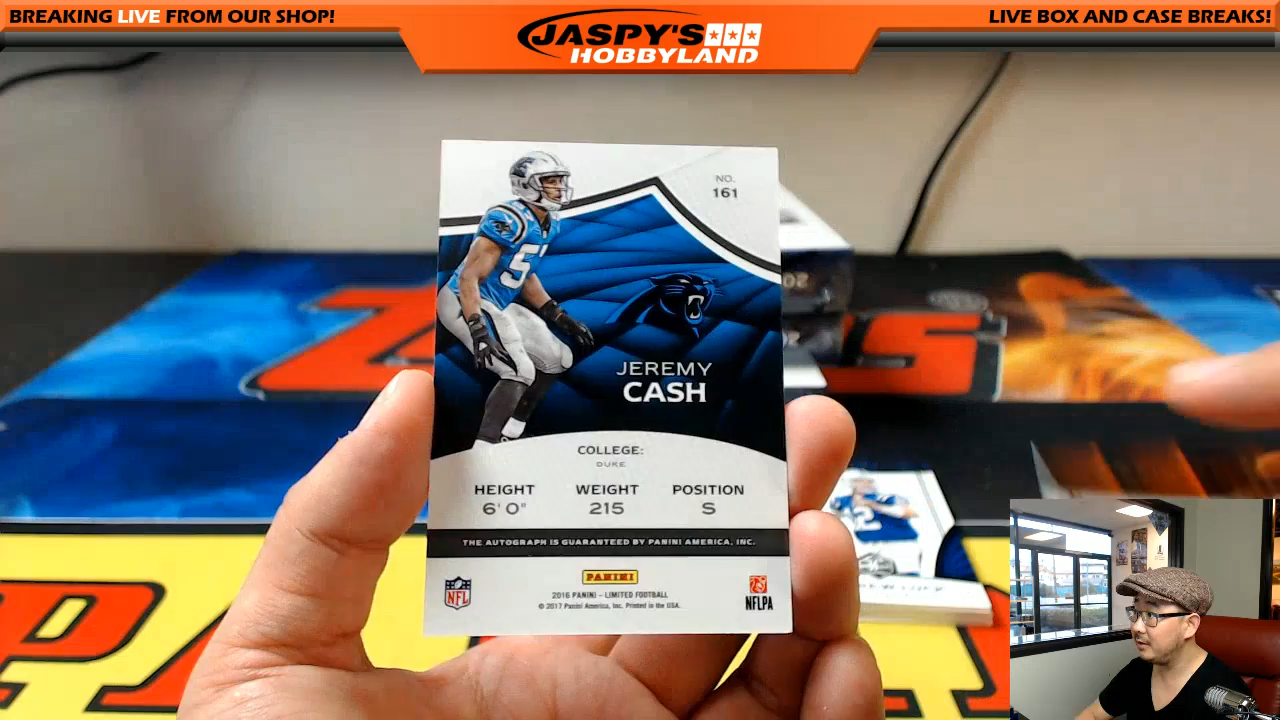 BREAKING LIVE FROM OUR SHOP!
JASPY'S
HOBBYLAND
LIVE BOX AND CASE BREAKS!
NO.
161
5
JEREMY
CASH
COLLEGE:
DUKE
HEIGHT WEIGHT POSITION
6' 0" 215 S
THE AUTOGRAPH IS GUARANTEED BY PANINI AMERICA, INC.
NFL
PANINI
2016 PANINI – LIMITED FOOTBALL
© 2017 Panini America, Inc. Printed in the USA.
NFLPA